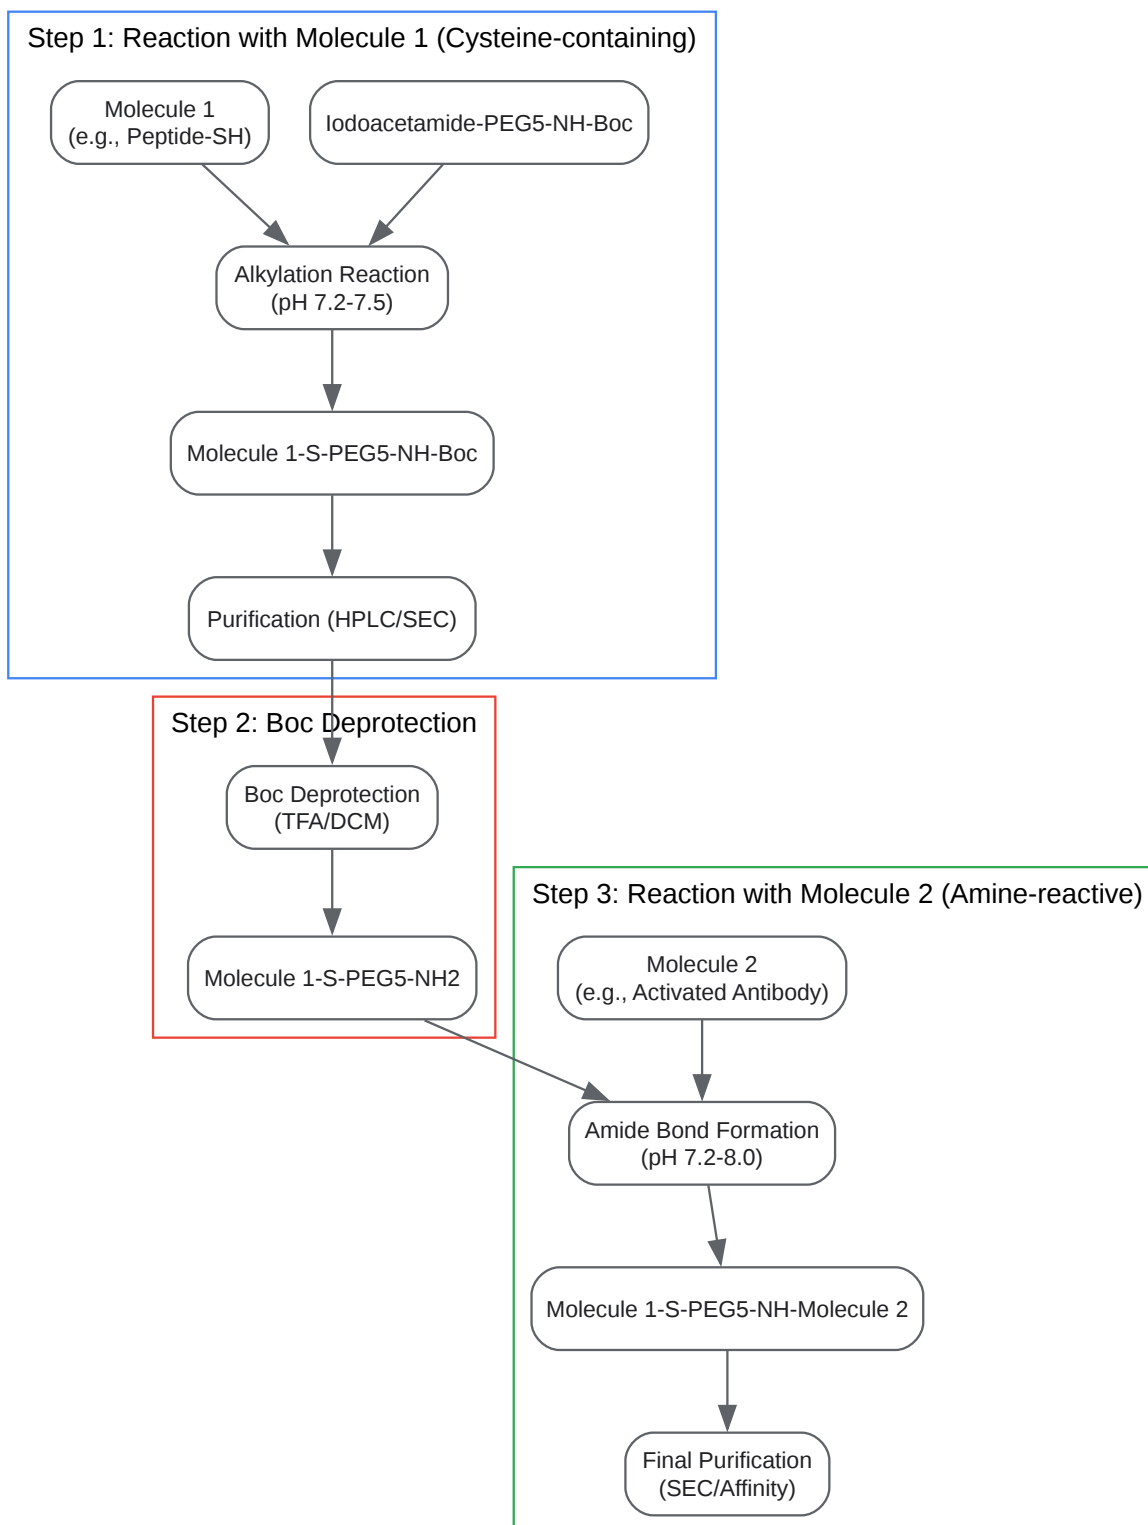 Step 1: Reaction with Molecule 1 (Cysteine-containing)
Molecule 1
(e.g., Peptide-SH)
Iodoacetamide-PEG5-NH-Boc
Alkylation Reaction
(pH 7.2-7.5)
Molecule 1-S-PEG5-NH-Boc
Purification (HPLC/SEC)
Step 2: Boc Deprotection
Boc Deprotection
(TFA/DCM)
Molecule 1-S-PEG5-NH2
Step 3: Reaction with Molecule 2 (Amine-reactive)
Molecule 2
(e.g., Activated Antibody)
Amide Bond Formation
(pH 7.2-8.0)
Molecule 1-S-PEG5-NH-Molecule 2
Final Purification
(SEC/Affinity)